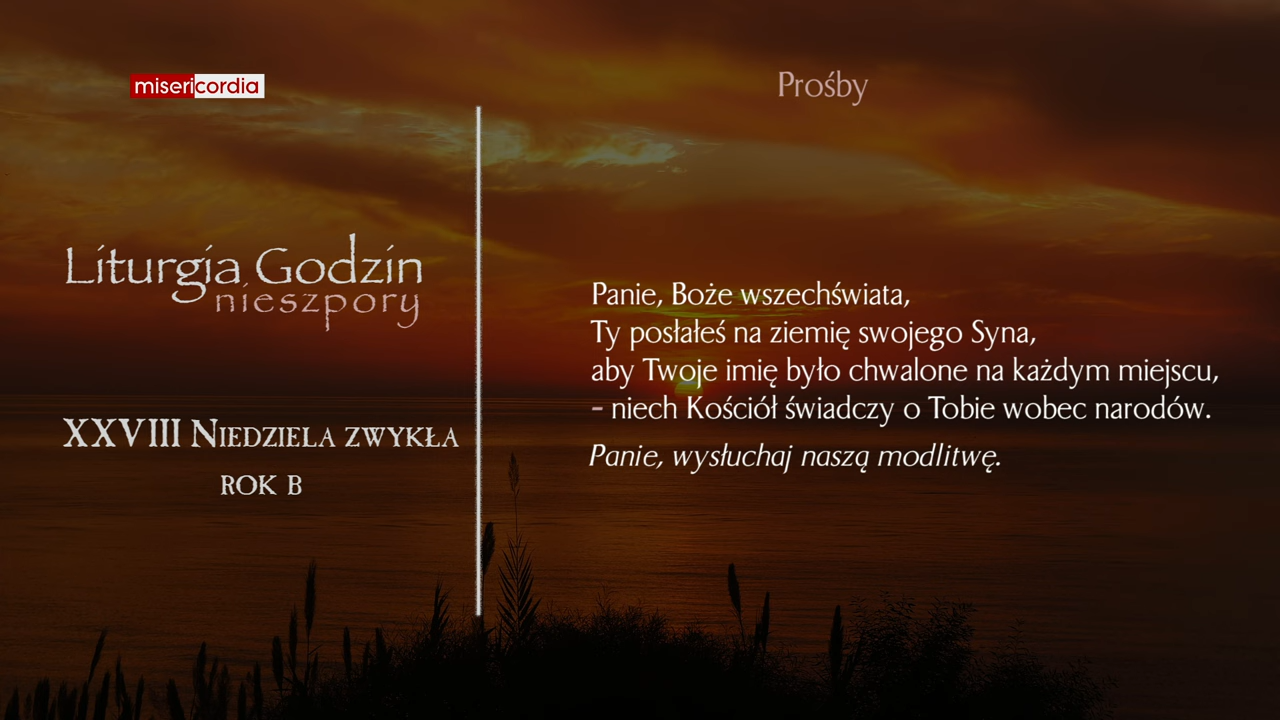 misericordia
Liturgia Godzin
nieszpory
XXVIII Niedziela zwykła
rok B
Prośby
Panie, Boże wszechświata,
Ty posłałeś na ziemię swojego Syna,
aby Twoje imię było chwalone na każdym miejscu,
- niech Kościół świadczy o Tobie wobec narodów.
Panie, wysłuchaj naszą modlitwę.